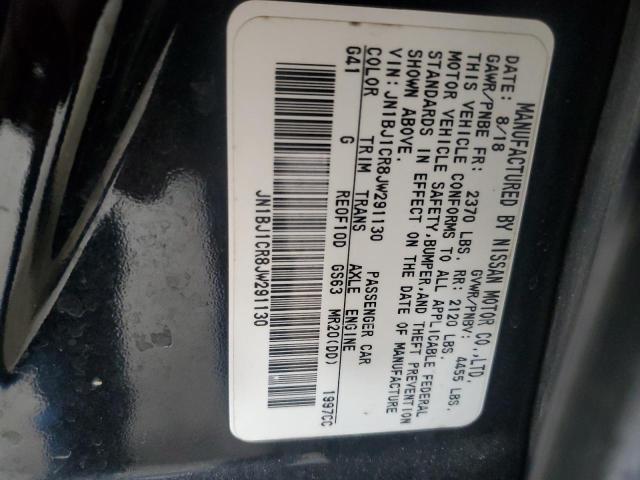 MANUFACTURED BY NISSAN MOTOR CO.,LTD.
DATE: 8/18 GVWR/PNBV: 4455 LBS.
GAWR/PNBE FR: 2370 LBS. RR: 2120 LBS.
THIS VEHICLE CONFORMS TO ALL APPLICABLE FEDERAL
MOTOR VEHICLE SAFETY,BUMPER,AND THEFT PREVENTION
STANDARDS IN EFFECT ON THE DATE OF MANUFACTURE
SHOWN ABOVE.
VIN: JN1BJ1CR8JW291130 PASSENGER CAR
COLOR TRIM TRANS AXLE ENGINE
G41 G RE0F10D GS63 MR20(DD) 1997CC
JN1BJ1CR8JW291130